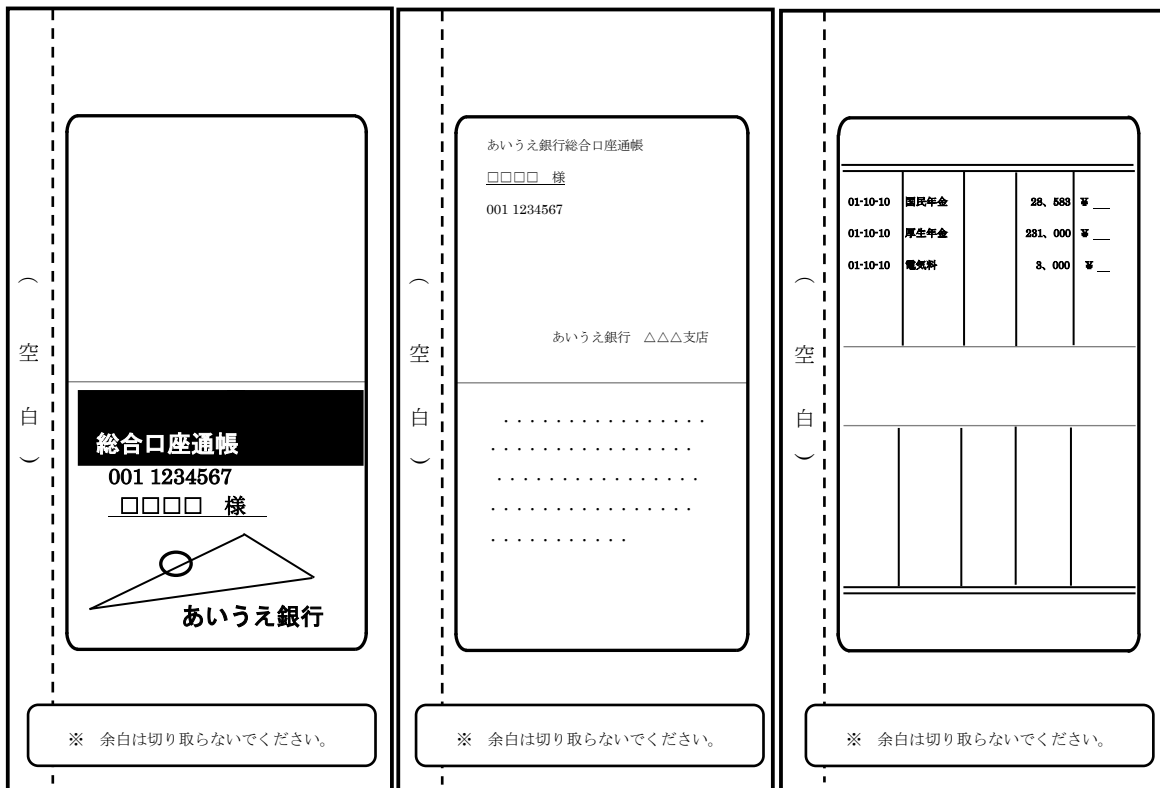 （空白）
総合口座通帳
001 1234567
□□□□　様
あいうえ銀行
※　余白は切り取らないでください。
（空白）
あいうえ銀行総合口座通帳
□□□□　様
001 1234567
あいうえ銀行　△△△支店
・・・・・・・・・・・・・・・・
・・・・・・・・・・・・・・・・
・・・・・・・・・・・・・・・・
・・・・・・・・・・・・・・・・
・・・・・・・・・・・
※　余白は切り取らないでください。
（空白）
01-10-10 国民年金 28、583 ¥
01-10-10 厚生年金 231、000 ¥
01-10-10 電気料 3、000 ¥
※　余白は切り取らないでください。